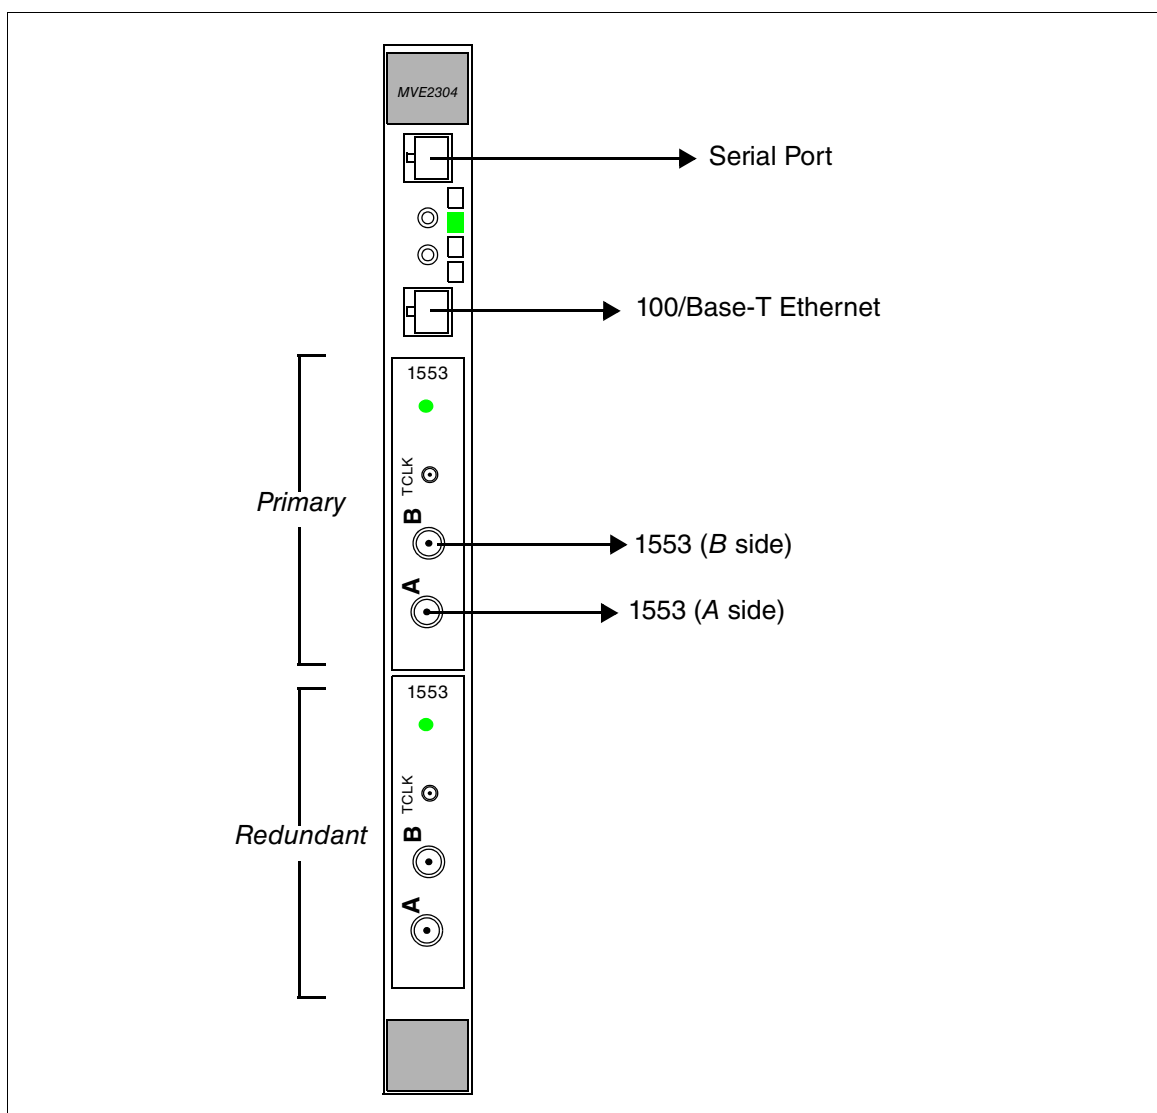 MVE2304
Serial Port
100/Base-T Ethernet
1553
TCLK
Primary
B
1553 (B side)
A
1553 (A side)
1553
TCLK
Redundant
B
A